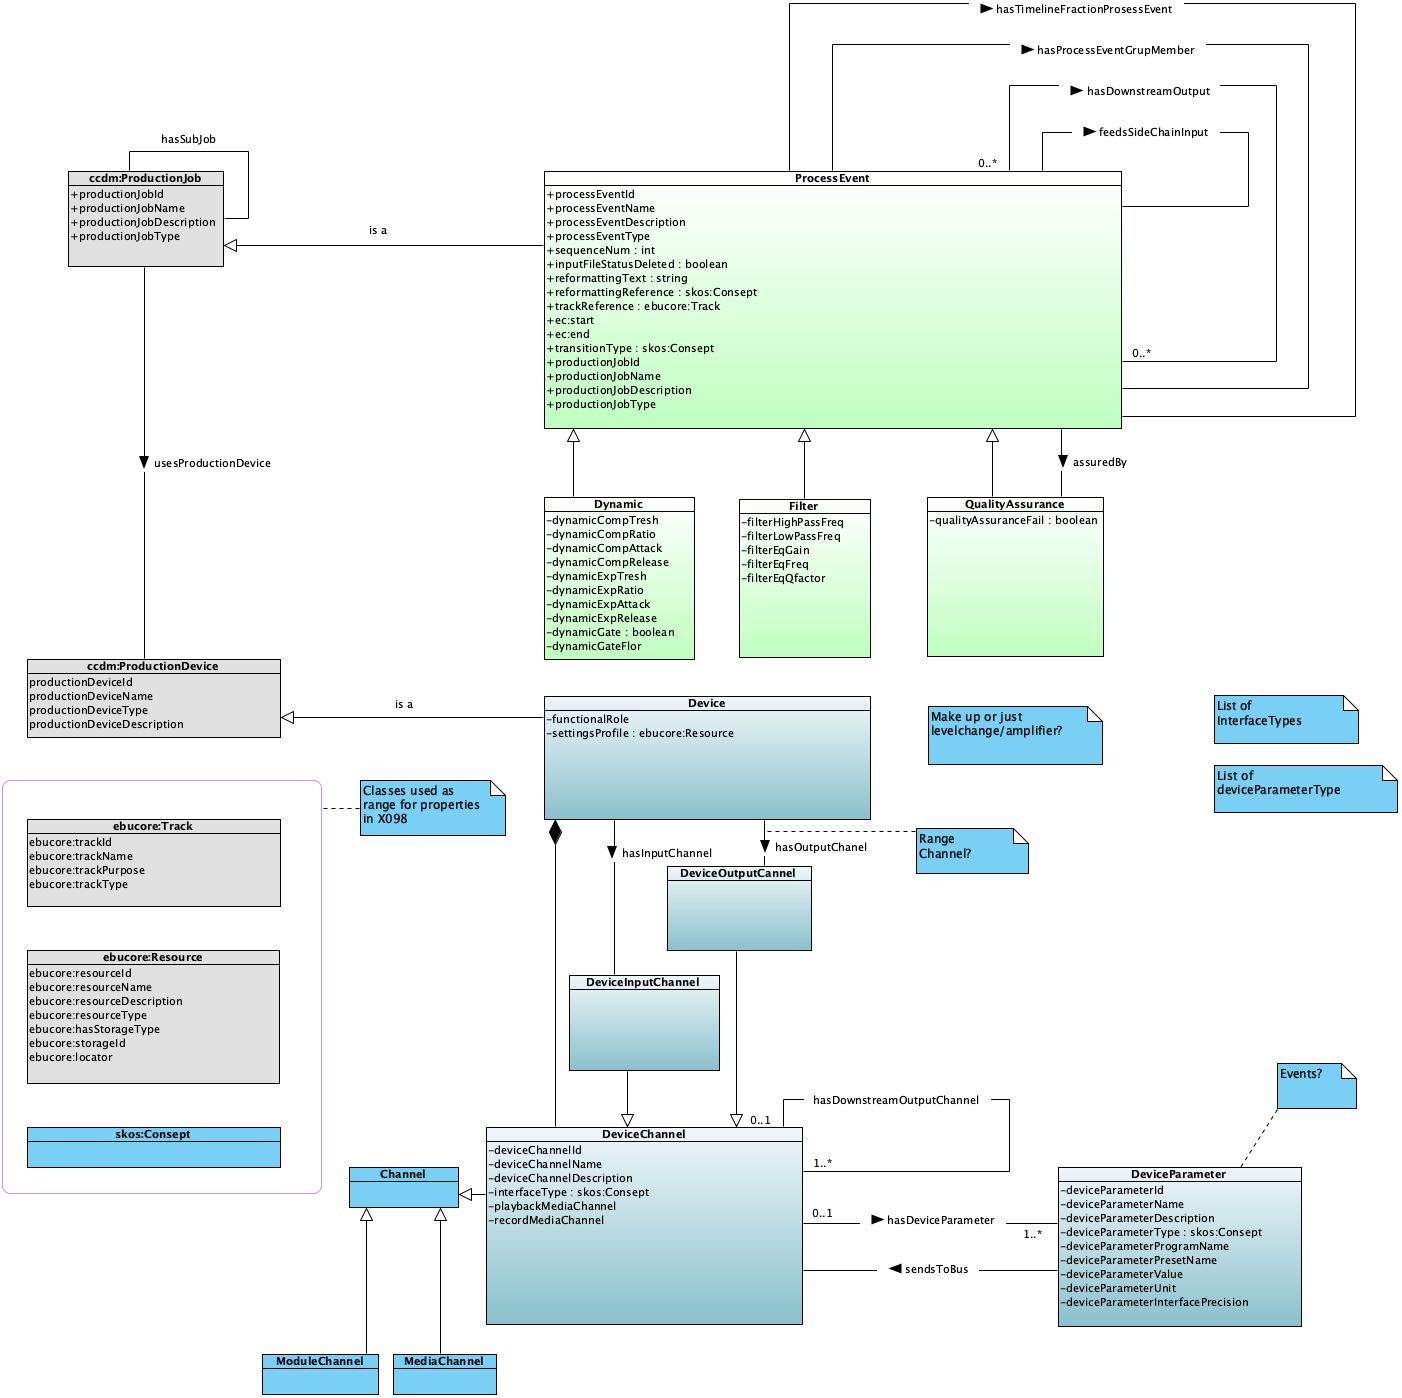 hasTimelineFractionProsessEvent
hasProcessEventGrupMember
hasDownstreamOutput
feedsSideChainInput
0..*
hasSubJob
ccdm:ProductionJob
+productionJobId
+productionJobName
+productionJobDescription
+productionJobType
is a
ProcessEvent
+processEventId
+processEventName
+processEventDescription
+processEventType
+sequenceNum : int
+inputFileStatusDeleted : boolean
+reformattingText : string
+reformattingReference : skos:Consept
+trackReference : ebucore:Track
+ec:start
+ec:end
+transitionType : skos:Consept
+productionJobId
+productionJobName
+productionJobDescription
+productionJobType
0..*
usesProductionDevice
assuredBy
Dynamic
-dynamicCompTresh
-dynamicCompRatio
-dynamicCompAttack
-dynamicCompRelease
-dynamicExpTresh
-dynamicExpRatio
-dynamicExpAttack
-dynamicExpRelease
-dynamicGate : boolean
-dynamicGateFlor
Filter
-filterHighPassFreq
-filterLowPassFreq
-filterEqGain
-filterEqFreq
-filterEqQfactor
QualityAssurance
-qualityAssuranceFail : boolean
ccdm:ProductionDevice
productionDeviceId
productionDeviceName
productionDeviceType
productionDeviceDescription
is a
Device
-functionalRole
-settingsProfile : ebucore:Resource
Make up or just
levelchange/amplifier?
List of
InterfaceTypes
List of
deviceParameterType
Classes used as
range for properties
in X098
ebucore:Track
ebucore:trackId
ebucore:trackName
ebucore:trackPurpose
ebucore:trackType
hasInputChannel
hasOutputChanel
Range
Channel?
DeviceOutputCannel
ebucore:Resource
ebucore:resourceId
ebucore:resourceName
ebucore:resourceDescription
ebucore:resourceType
ebucore:hasStorageType
ebucore:storageId
ebucore:locator
DeviceInputChannel
Events?
skos:Consept
0..1
hasDownstreamOutputChannel
1..*
DeviceChannel
-deviceChannelId
-deviceChannelName
-deviceChannelDescription
-interfaceType : skos:Consept
-playbackMediaChannel
-recordMediaChannel
Channel
0..1
hasDeviceParameter
1..*
sendsToBus
DeviceParameter
-deviceParameterId
-deviceParameterName
-deviceParameterDescription
-deviceParameterType : skos:Consept
-deviceParameterProgramName
-deviceParameterPresetName
-deviceParameterValue
-deviceParameterUnit
-deviceParameterInterfacePrecision
ModuleChannel
MediaChannel